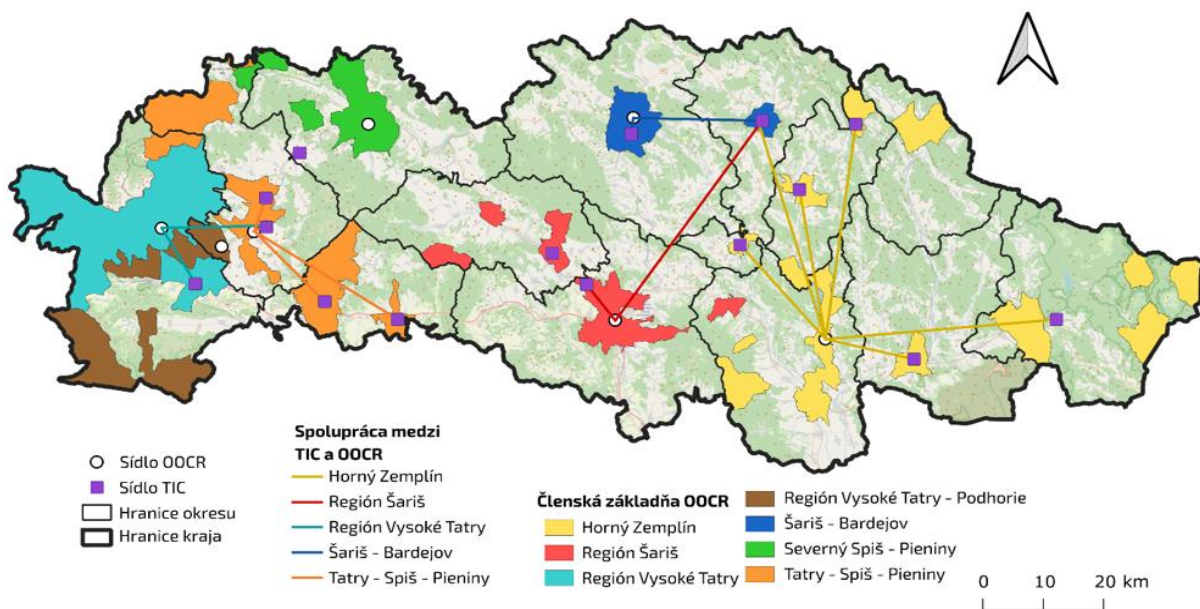 Sídlo OOCR
Sídlo TIC
Hranice okresu
Hranice kraja
Spolupráca medzi
TIC a OOCR
Horný Zemplín
Región Šariš
Región Vysoké Tatry
Šariš - Bardejov
Tatry - Spiš - Pieniny
Členská základňa OOCR
Horný Zemplín
Región Šariš
Región Vysoké Tatry
Región Vysoké Tatry - Podhorie
Šariš - Bardejov
Severný Spiš - Pieniny
Tatry - Spiš - Pieniny
0 10 20 km